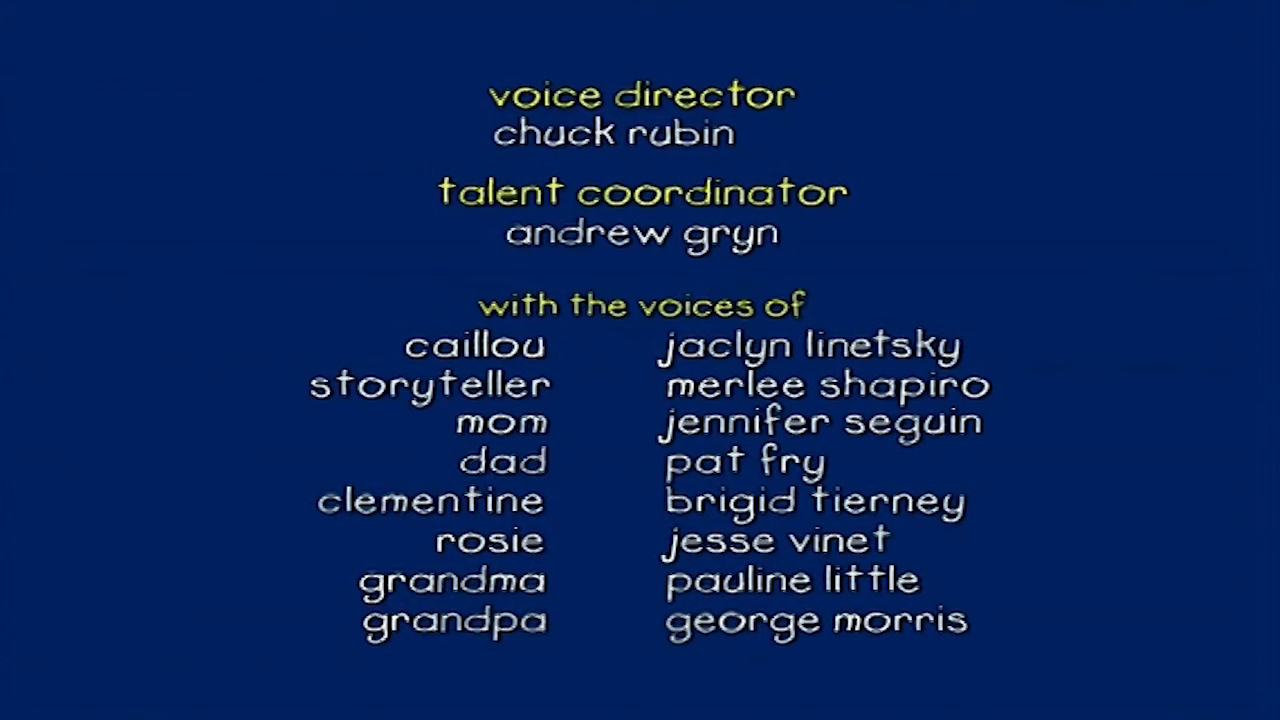 voice director
chuck rubin
talent coordinator
andrew gryn
with the voices of
caillou jaclyn linetsky
storyteller merlee shapiro
mom jennifer seguin
dad pat fry
clementine brigid tierney
rosie jesse vinet
grandma pauline little
grandpa george morris